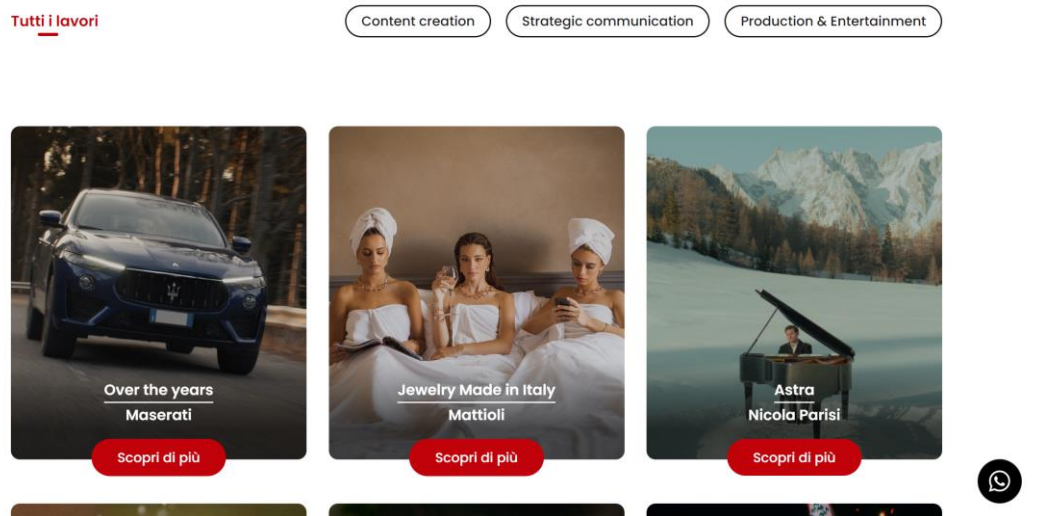 Tutti i lavori
Content creation
Strategic communication
Production & Entertainment
Over the years
Maserati
Scopri di più
Jewelry Made in Italy
Mattioli
Scopri di più
Astra
Nicola Parisi
Scopri di più